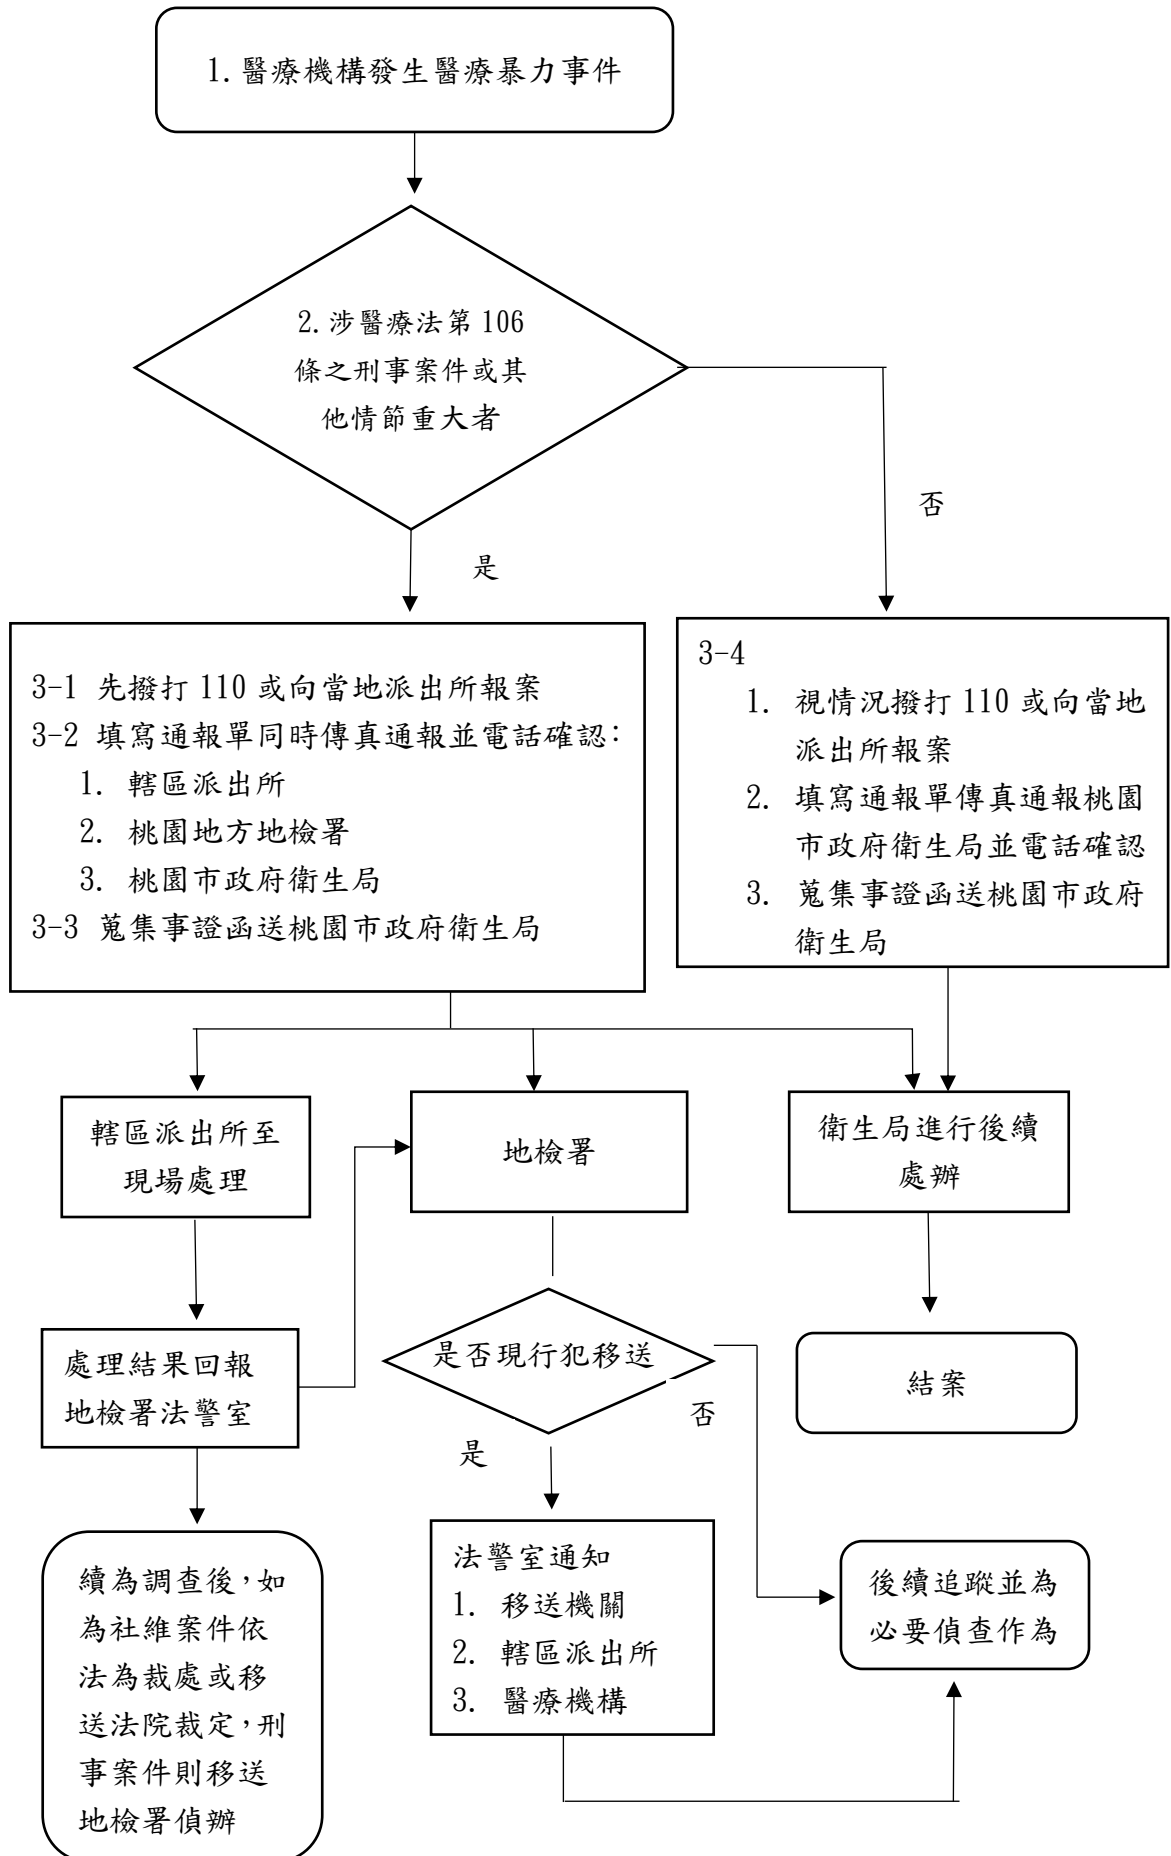 1.醫療機構發生醫療暴力事件
2.涉醫療法第106
條之刑事案件或其
他情節重大者
否
是
3-1 先撥打110或向當地派出所報案
3-2 填寫通報單同時傳真通報並電話確認:
1. 轄區派出所
2. 桃園地方地檢署
3. 桃園市政府衛生局
3-3 蒐集事證函送桃園市政府衛生局
3-4
1. 視情況撥打110或向當地
派出所報案
2. 填寫通報單傳真通報桃園
市政府衛生局並電話確認
3. 蒐集事證函送桃園市政府
衛生局
轄區派出所至
現場處理
地檢署
衛生局進行後續
處辦
處理結果回報
地檢署法警室
是否現行犯移送
結案
否
是
續為調查後,如
為社維案件依
法為裁處或移
送法院裁定,刑
事案件則移送
地檢署偵辦
法警室通知
1. 移送機關
2. 轄區派出所
3. 醫療機構
後續追蹤並為
必要偵查作為